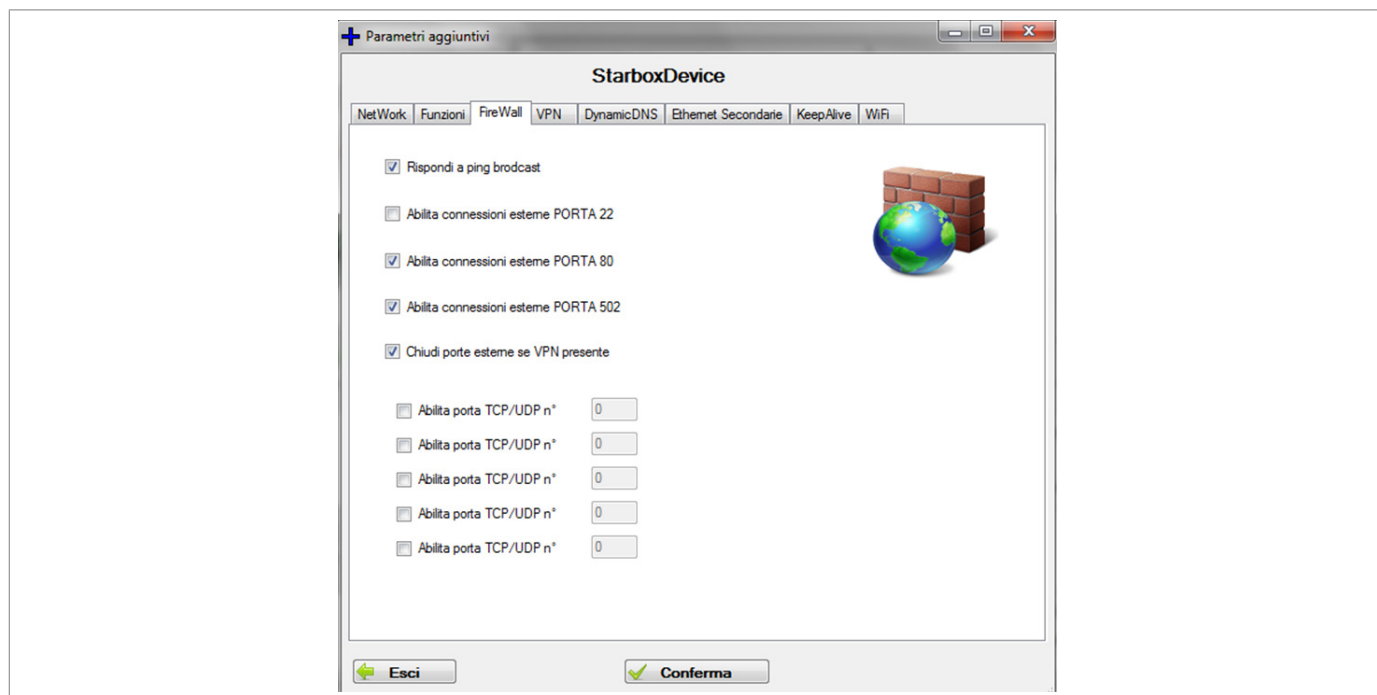 Parametri aggiuntivi
StarboxDevice
NetWork Funzioni FireWall VPN DynamicDNS Ethernet Secondarie KeepAlive WiFi
Rispondi a ping brodcast
Abilita connessioni esterne PORTA 22
Abilita connessioni esterne PORTA 80
Abilita connessioni esterne PORTA 502
Chiudi porte esterne se VPN presente
Abilita porta TCP/UDP n° 0
Abilita porta TCP/UDP n° 0
Abilita porta TCP/UDP n° 0
Abilita porta TCP/UDP n° 0
Abilita porta TCP/UDP n° 0
Esci Conferma